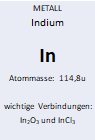 METALL
Indium
In
Atommasse: 114,8u
wichtige Verbindungen:
In₂O₃ und InCl₃